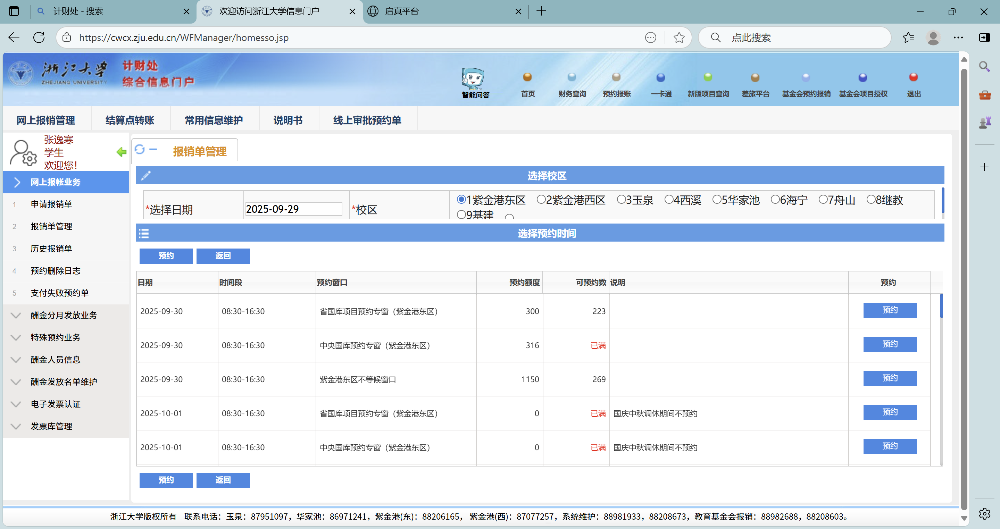 计财处 - 搜索
欢迎访问浙江大学信息门户
启真平台
https://cwcx.zju.edu.cn/WFManager/homesso.jsp
点此搜索
浙江大学
ZHEJIANG UNIVERSITY
计财处
综合信息门户
智能问答
首页
财务查询
预约报账
一卡通
新版项目查询
差旅平台
基金会预约报销
基金会项目授权
退出
网上报销管理
结算点转账
常用信息维护
说明书
线上审批预约单
张逸寒
学生
欢迎您！
网上报帐业务
1 申请报销单
2 报销单管理
3 历史报销单
4 预约删除日志
5 支付失败预约单
酬金分月发放业务
特殊预约业务
酬金人员信息
酬金发放名单维护
电子发票认证
发票库管理
报销单管理
选择校区
*选择日期 2025-09-29 *校区 1紫金港东区 2紫金港西区 3玉泉 4西溪 5华家池 6海宁 7舟山 8继教
9基建
选择预约时间
预约 返回
日期 时间段 预约窗口 预约额度 可预约数 说明 预约
2025-09-30 08:30-16:30 省国库项目预约专窗（紫金港东区） 300 223 预约
2025-09-30 08:30-16:30 中央国库预约专窗（紫金港东区） 316 已满 预约
2025-09-30 08:30-16:30 紫金港东区不等候窗口 1150 269 预约
2025-10-01 08:30-16:30 省国库项目预约专窗（紫金港东区） 0 已满 国庆中秋调休期间不预约 预约
2025-10-01 08:30-16:30 中央国库预约专窗（紫金港东区） 0 已满 国庆中秋调休期间不预约 预约
预约 返回
浙江大学版权所有 联系电话：玉泉：87951097，华家池：86971241，紫金港(东)：88206165， 紫金港(西)：87077257，系统维护：88981933，88208673，教育基金会报销：88982688，88208603。